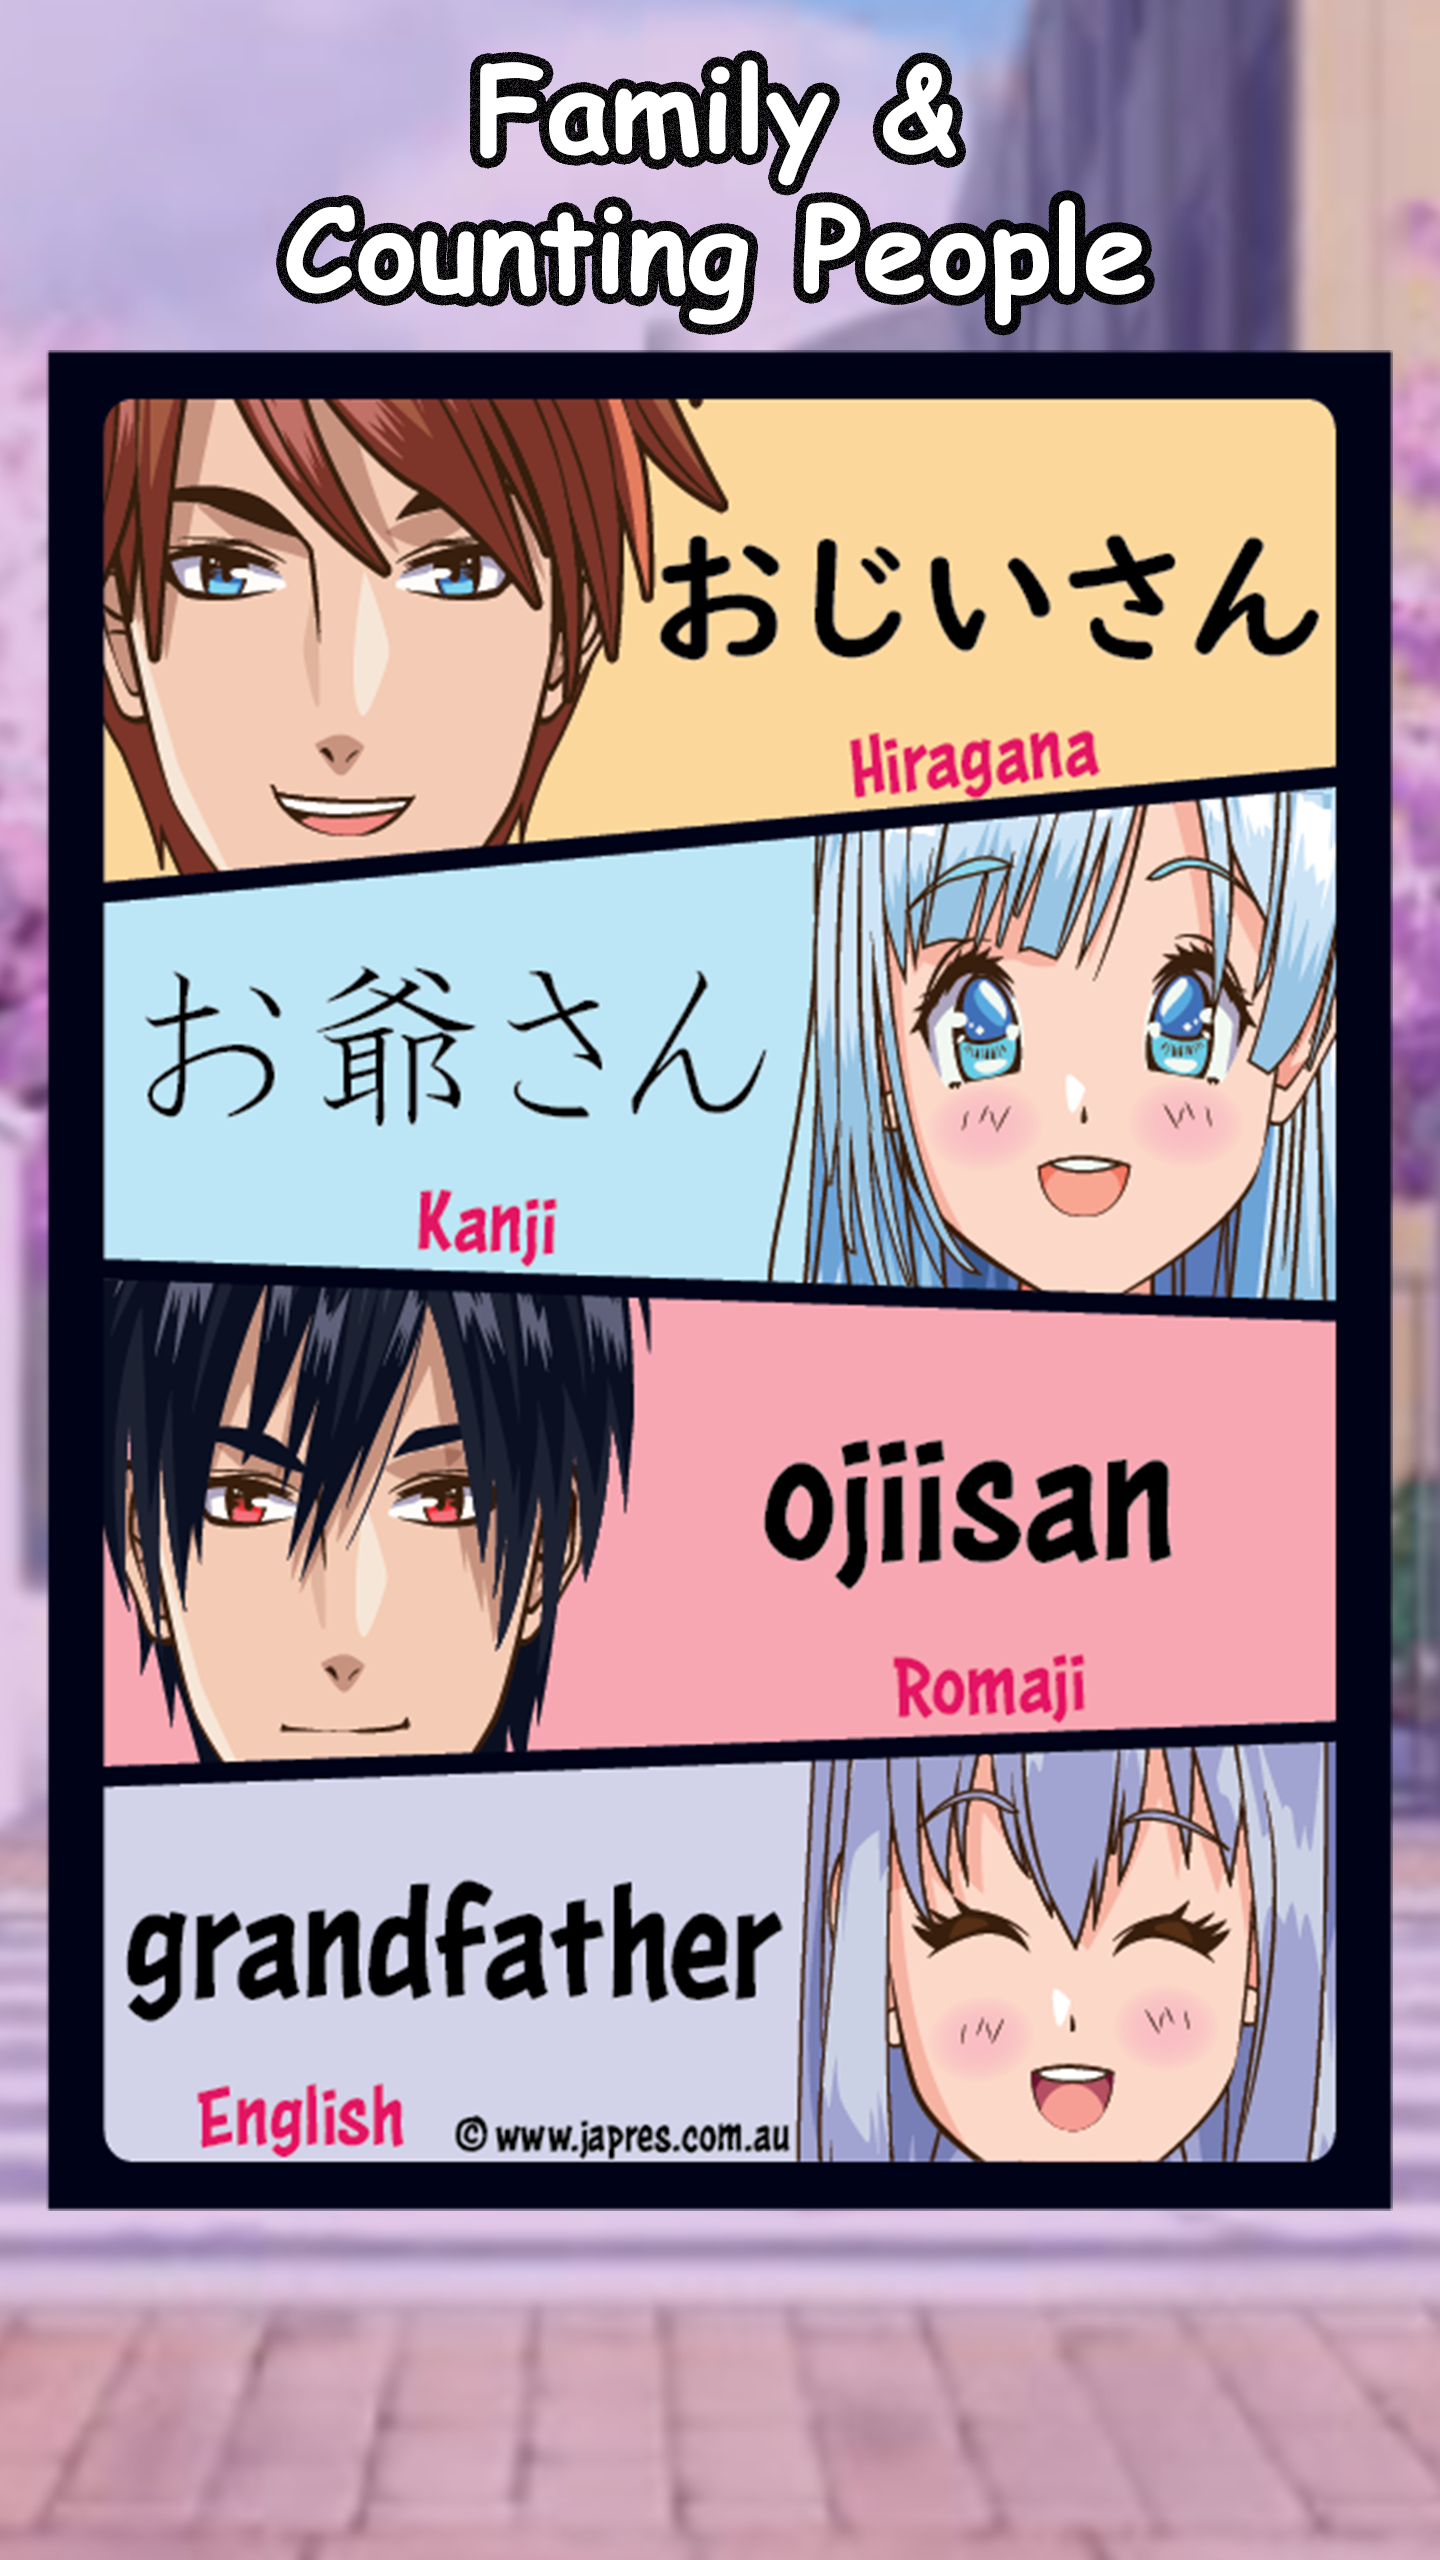 Family &
Counting People
おじいさん
Hiragana
お爺さん
Kanji
ojiisan
Romaji
grandfather
English
© www.japres.com.au